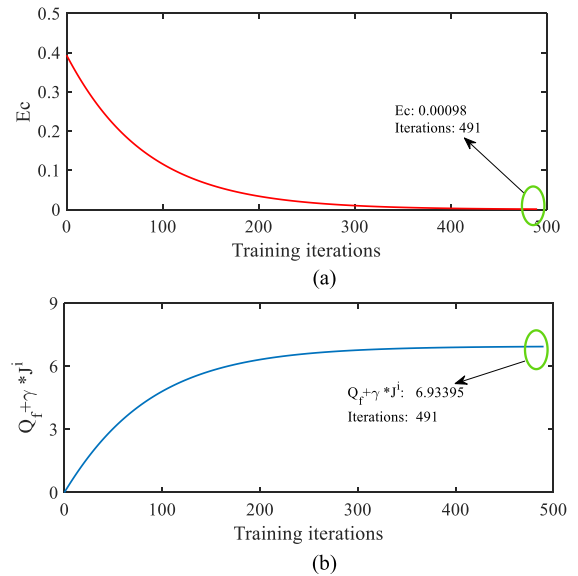 0.5
0.4
0.3
0.2
0.1
0
Ec
Ec: 0.00098
Iterations: 491
0 100 200 300 400 500
Training iterations
(a)
9
6
3
0
Q_f+γ *J^i
Q_f+γ *J^i: 6.93395
Iterations: 491
0 100 200 300 400 500
Training iterations
(b)